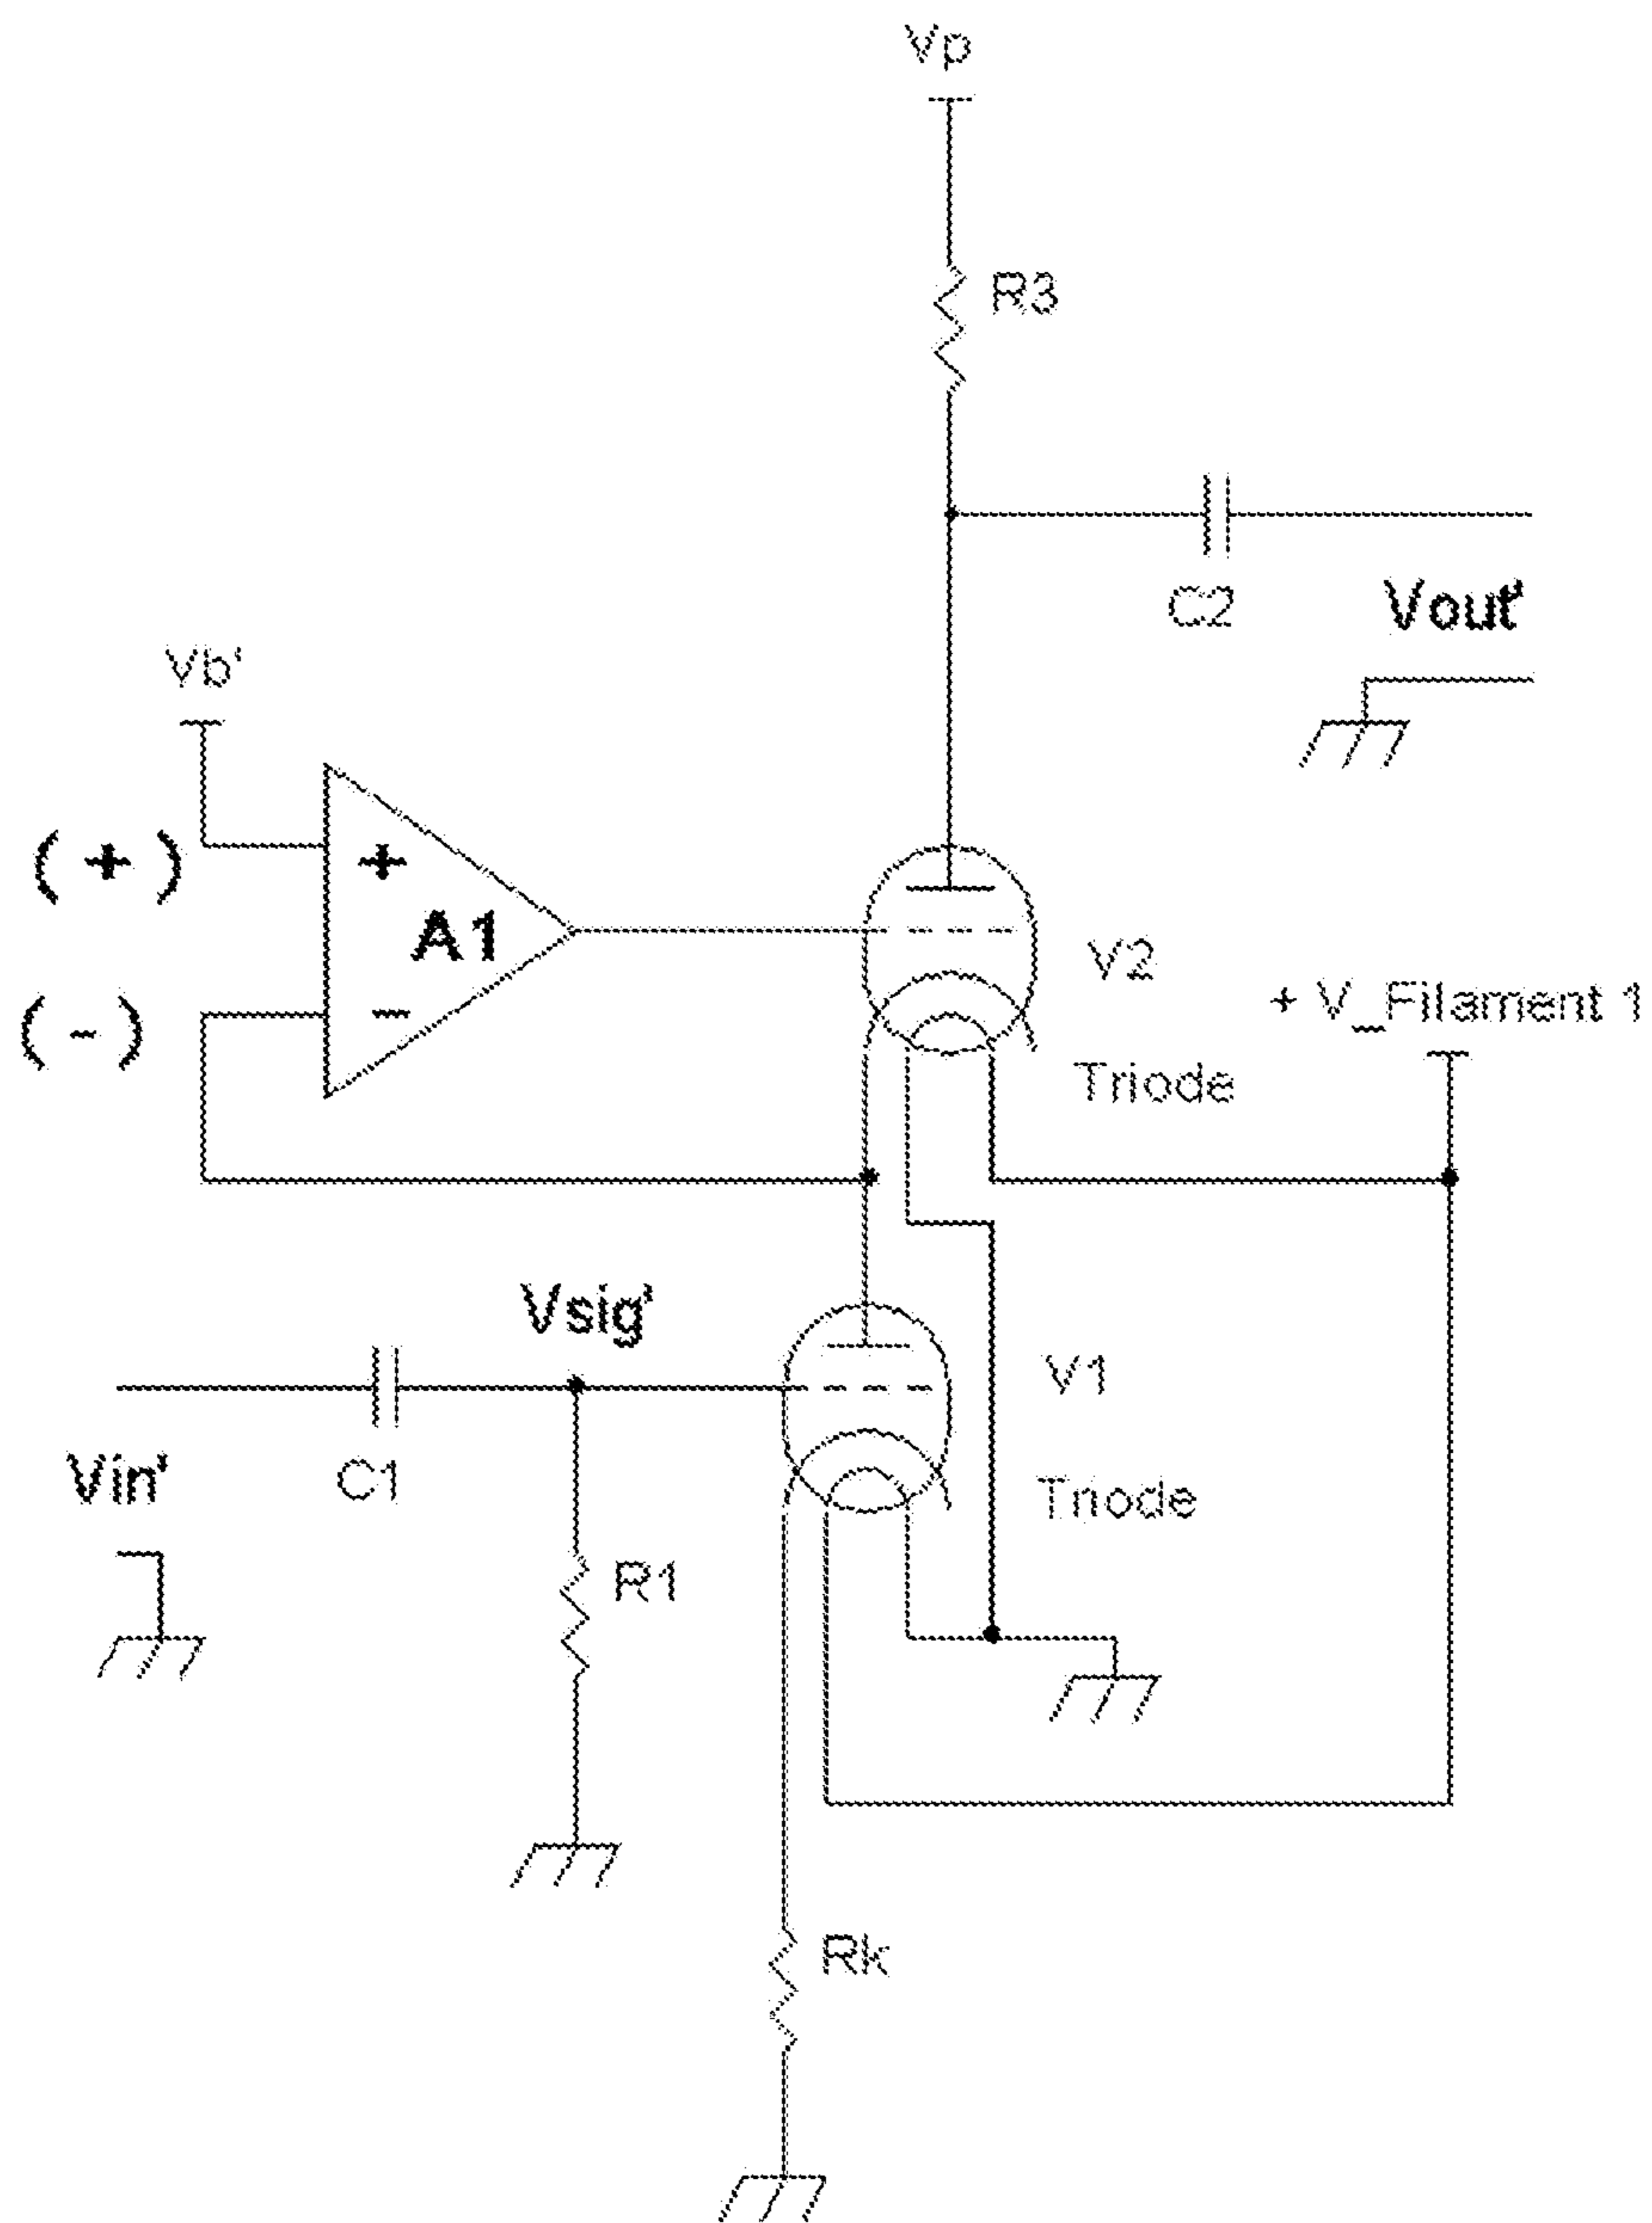 Vp
R3
C2
Vout'
Vb'
( + )
+
A1
( - )
-
V2
+ V_Filament 1
Triode
Vsig'
V1
Vin'
C1
Triode
R1
Rk